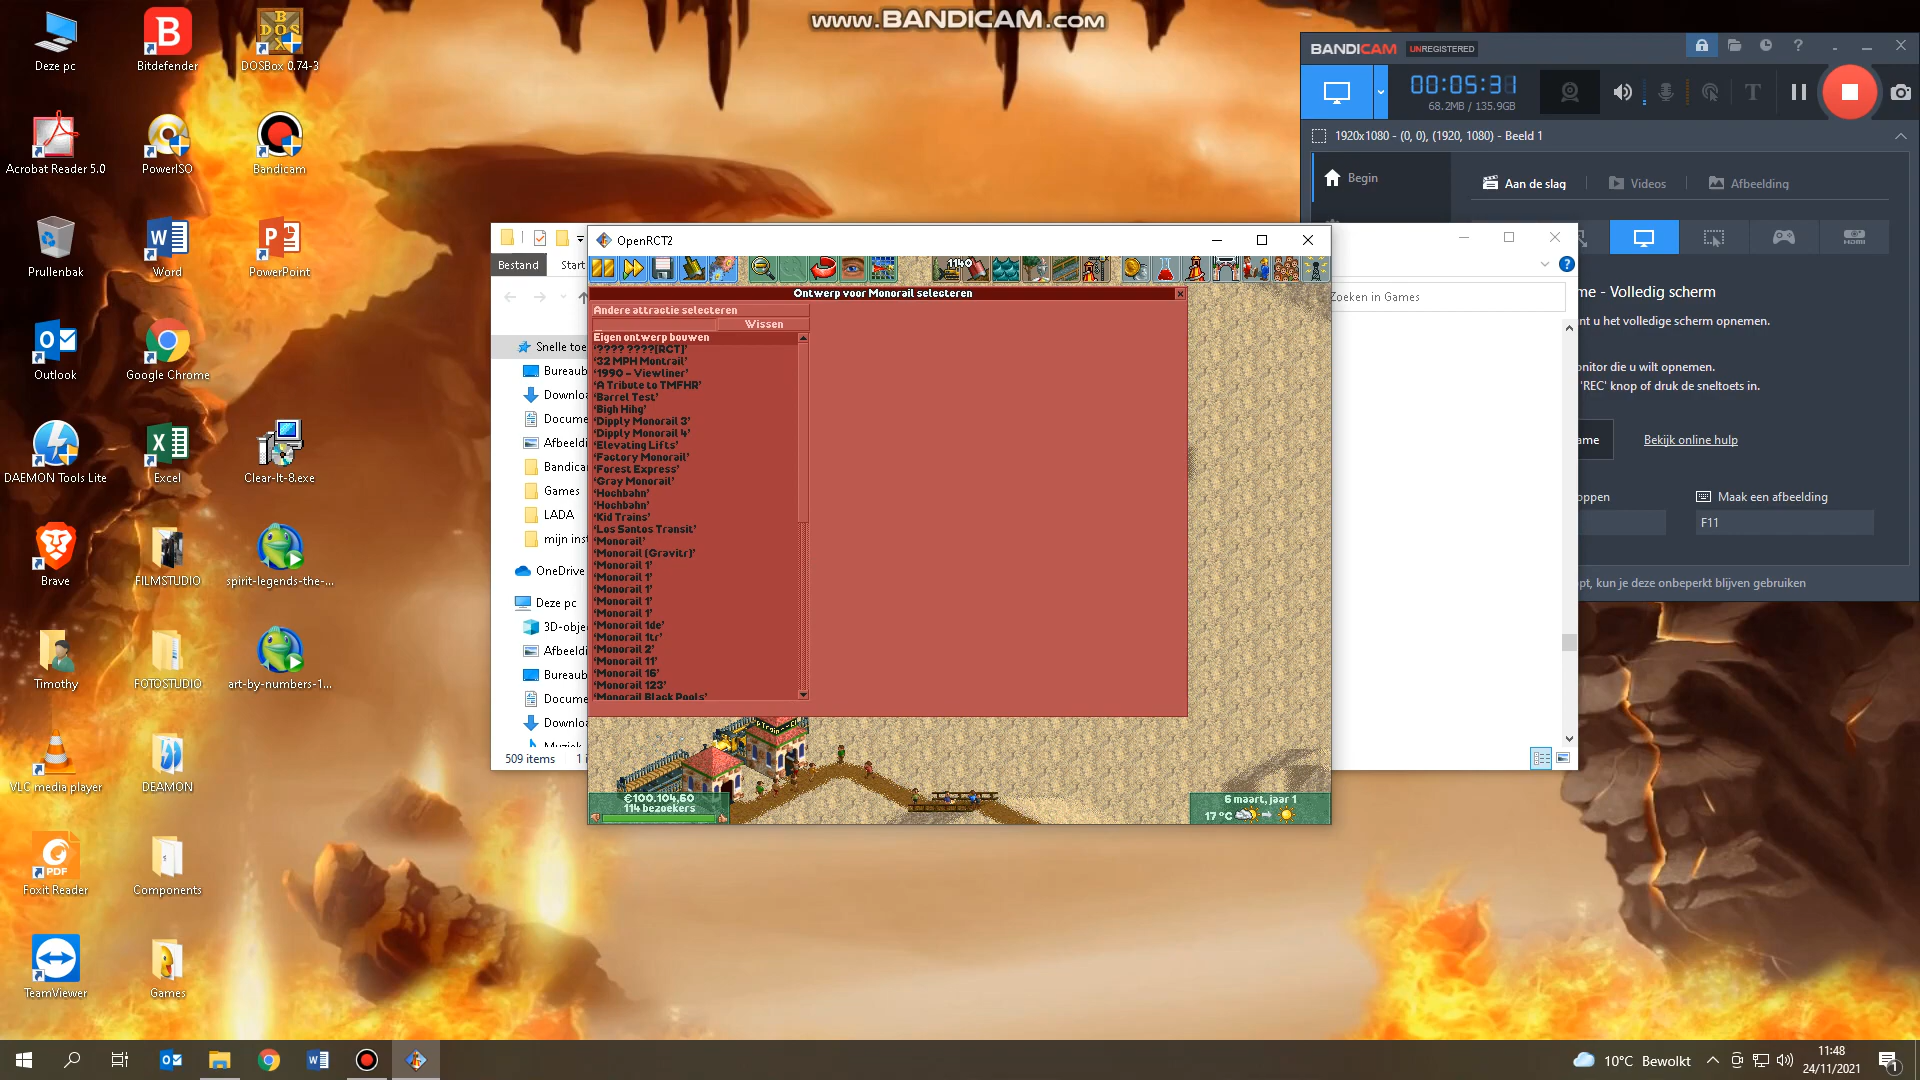 www.BANDICAM.com
Deze pc
Bitdefender
DOSBox 0.74-3
Acrobat Reader 5.0
PowerISO
Bandicam
Prullenbak
Word
PowerPoint
Outlook
Google Chrome
DAEMON Tools Lite
Excel
Clear-It-8.exe
Brave
FILMSTUDIO
spirit-legends-the-...
Timothy
FOTOSTUDIO
art-by-numbers-1...
VLC media player
DEAMON
Foxit Reader
Components
TeamViewer
Games
BANDICAM UNREGISTERED
00:05:31
68.2MB / 135.9GB
1920x1080 - (0, 0), (1920, 1080) - Beeld 1
Begin
Aan de slag
Videos
Afbeelding
me - Volledig scherm
nt u het volledige scherm opnemen.
onitor die u wilt opnemen.
'REC' knop of druk de sneltoets in.
ame
Bekijk online hulp
oppen
Maak een afbeelding
F11
pt, kun je deze onbeperkt blijven gebruiken
Bestand
Start
Zoeken in Games
Snelle toe
Bureaub
Downlo
Docume
Afbeeldi
Bandica
Games
LADA
mijn inst
OneDrive
Deze pc
3D-obje
Afbeeldi
Bureaub
Docume
Downloa
Muziek
509 items
OpenRCT2
1140
Ontwerp voor Monorail selecteren
Andere attractie selecteren
Wissen
Eigen ontwerp bouwen
'???? ????(RCT)'
'32 MPH Montrail'
'1990 - Viewliner'
'A Tribute to TMFHR'
'Barrel Test'
'Bigh Hihg'
'Dipply Monorail 3'
'Dipply Monorail 4'
'Elevating Lifts'
'Factory Monorail'
'Forest Express'
'Gray Monorail'
'Hochbahn'
'Hochbahn'
'Kid Trains'
'Los Santos Transit'
'Monorail'
'Monorail (Gravitr)'
'Monorail 1'
'Monorail 1'
'Monorail 1'
'Monorail 1'
'Monorail 1'
'Monorail 1de'
'Monorail 1tr'
'Monorail 2'
'Monorail 11'
'Monorail 16'
'Monorail 123'
'Monorail Black Pools'
€100.104,60
114 bezoekers
6 maart, jaar 1
17 °C
10°C Bewolkt
11:48
24/11/2021
1